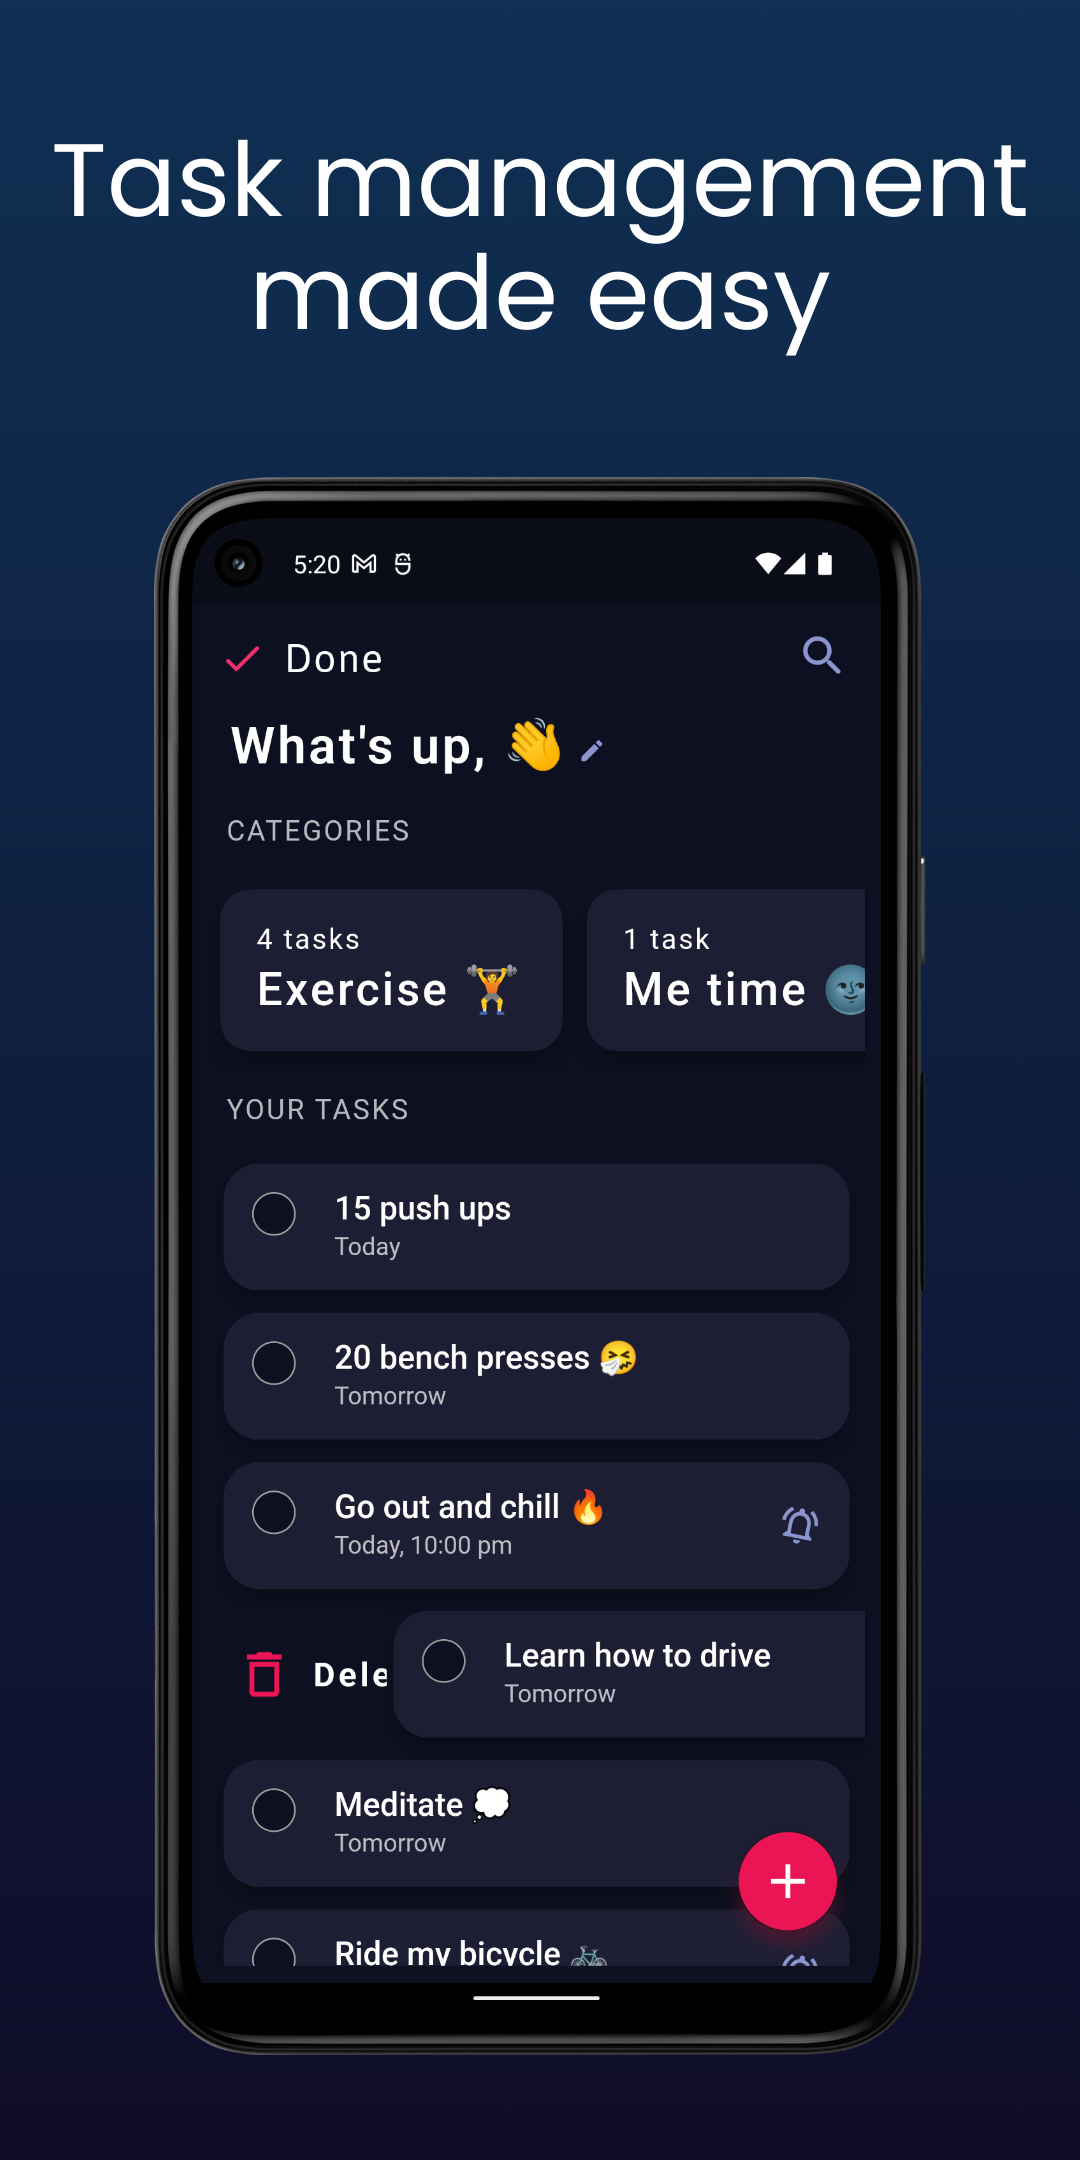 Task management
made easy
5:20
Done
What's up, 👋
CATEGORIES
4 tasks
Exercise 🏋️
1 task
Me time 🌚
YOUR TASKS
15 push ups
Today
20 bench presses 🤧
Tomorrow
Go out and chill 🔥
Today, 10:00 pm
Dele
Learn how to drive
Tomorrow
Meditate 💭
Tomorrow
Ride my bicycle 🚲